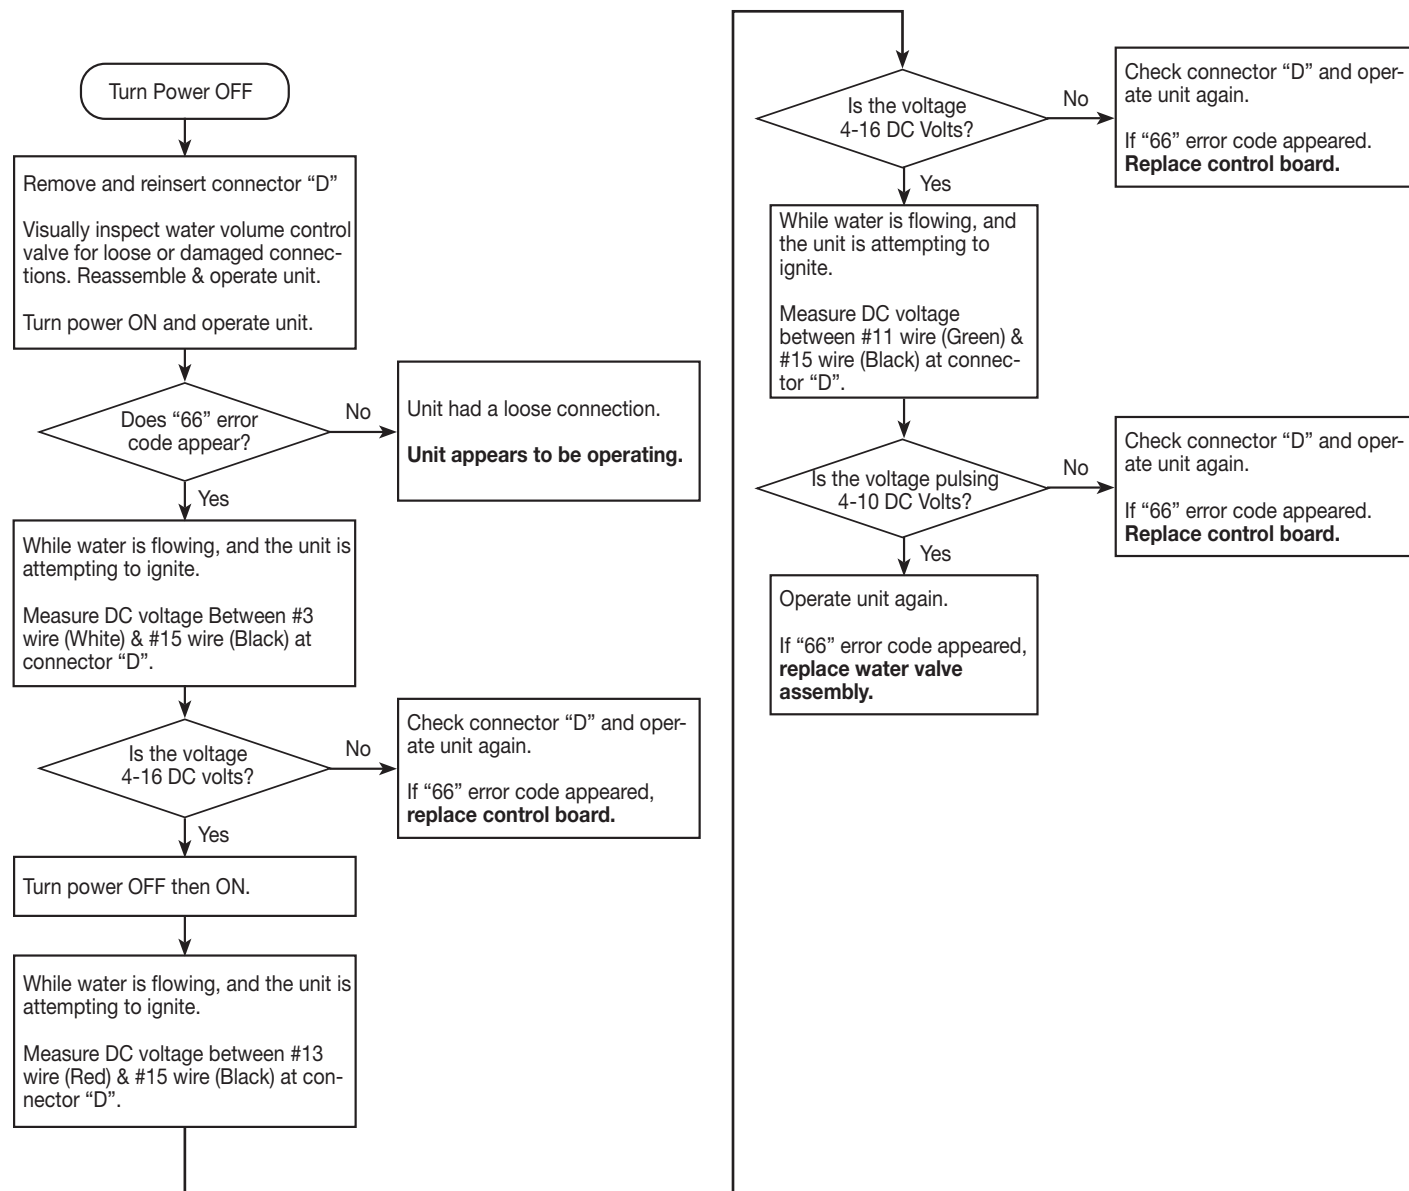 Turn Power OFF
Remove and reinsert connector “D”
Visually inspect water volume control
valve for loose or damaged connec-
tions. Reassemble & operate unit.
Turn power ON and operate unit.
Does “66” error
code appear?
No
Unit had a loose connection.
Unit appears to be operating.
Yes
While water is flowing, and the unit is
attempting to ignite.
Measure DC voltage Between #3
wire (White) & #15 wire (Black) at
connector “D”.
Is the voltage
4-16 DC volts?
No
Check connector “D” and oper-
ate unit again.
If “66” error code appeared,
replace control board.
Yes
Turn power OFF then ON.
While water is flowing, and the unit is
attempting to ignite.
Measure DC voltage between #13
wire (Red) & #15 wire (Black) at con-
nector “D”.
Is the voltage
4-16 DC Volts?
No
Check connector “D” and oper-
ate unit again.
If “66” error code appeared.
Replace control board.
Yes
While water is flowing, and
the unit is attempting to
ignite.
Measure DC voltage
between #11 wire (Green) &
#15 wire (Black) at connec-
tor “D”.
Is the voltage pulsing
4-10 DC Volts?
No
Check connector “D” and oper-
ate unit again.
If “66” error code appeared.
Replace control board.
Yes
Operate unit again.
If “66” error code appeared,
replace water valve
assembly.